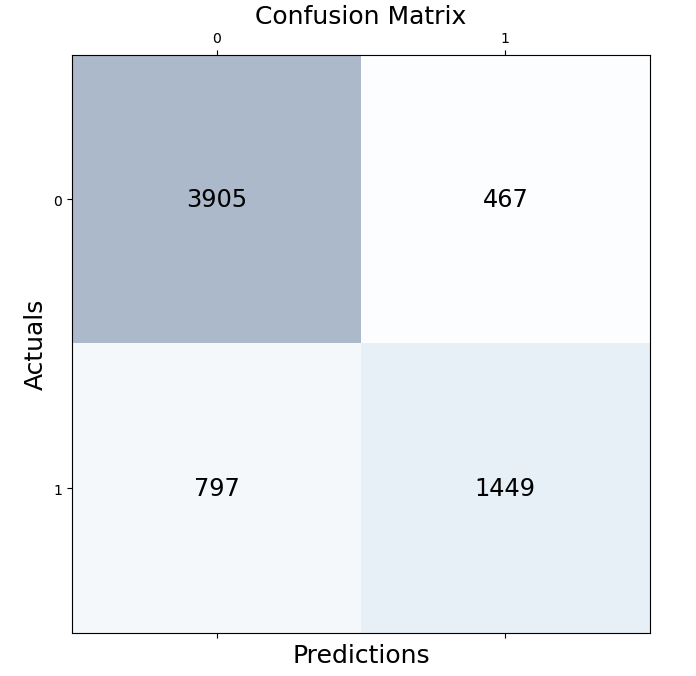 Confusion Matrix
0 1
0 3905 467
Actuals
1 797 1449
Predictions